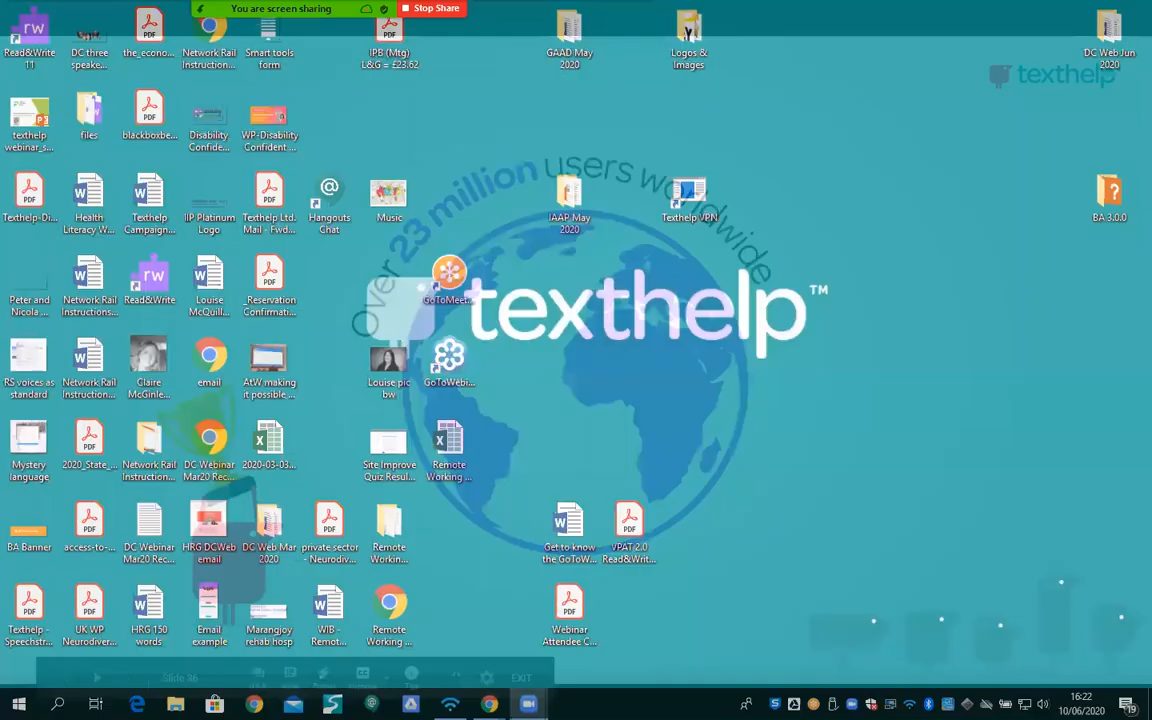 You are screen sharing
Stop Share
Read&Write
11
DC three
speake...
the_econo...
Network Rail
Instruction...
Smart tools
form
IPB (Mtg)
L&G = £23.62
GAAD May
2020
Logos &
Images
DC Web Jun
2020
texthelp
texthelp
webinar_s...
files
blackboxbe...
Disability
Confide...
WP-Disability
Confident ...
Over 23 million users worldwide
Texthelp-Di...
Health
Literacy W...
Texthelp
Campaign...
IIP Platinum
Logo
Texthelp Ltd.
Mail - Fwd...
Hangouts
Chat
Music
IAAP May
2020
Texthelp VPN
BA 3.0.0
Peter and
Nicola ...
Network Rail
Instructions...
Read&Write
Louise
McQuill...
_Reservation
Confirmati...
GoToMeet...
texthelp™
RS voices as
standard
Network Rail
Instruction...
Claire
McGinle...
email
AtW making
it possible ...
Louise pic
bw
GoToWebi...
Mystery
language
2020_State_...
Network Rail
Instruction...
DC Webinar
Mar20 Rec...
2020-03-03...
Site Improve
Quiz Resul...
Remote
Working ...
BA Banner
access-to-...
DC Webinar
Mar20 Rec...
HRG DCWeb
email
DC Web Mar
2020
private sector
- Neurodiv...
Remote
Workin...
Get to know
the GoToW...
VPAT 2.0
Read&Writ...
Texthelp -
Speechstr...
UK WP
Neurodiver...
HRG 150
words
Email
example
Marangjoy
rehab hosp
WIB -
Remot...
Remote
Working ...
Webinar
Attendee C...
Slide 36
EXIT
16:22
10/06/2020
19